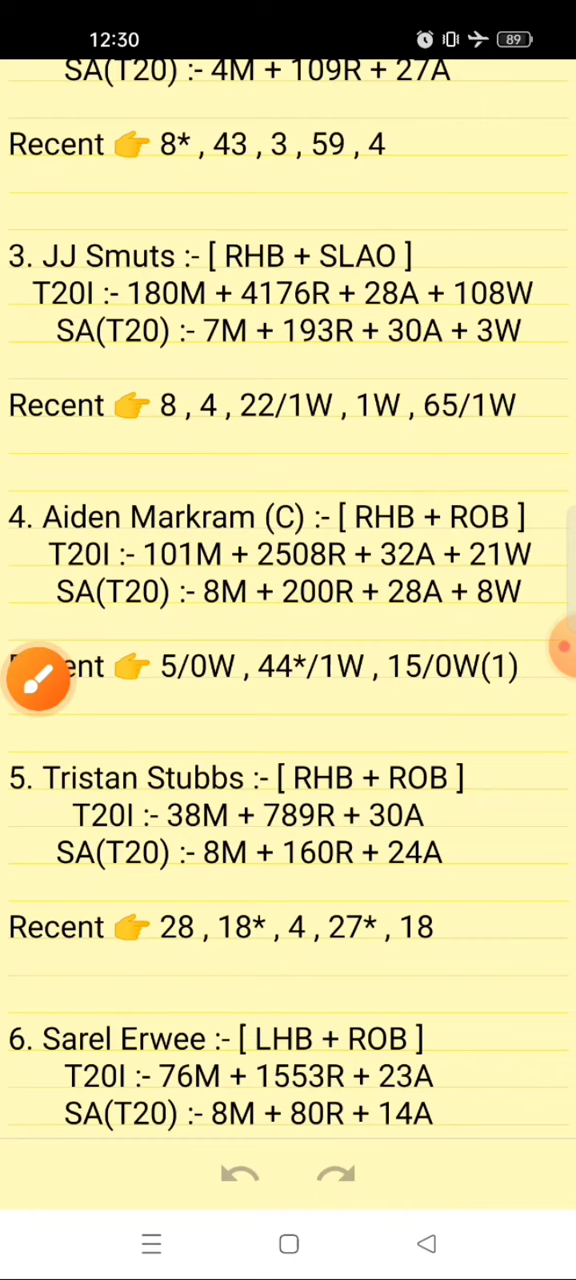 12:30
89
SA(T20) :- 4M + 109R + 27A
Recent 👉 8* , 43 , 3 , 59 , 4
3. JJ Smuts :- [ RHB + SLAO ]
T20I :- 180M + 4176R + 28A + 108W
SA(T20) :- 7M + 193R + 30A + 3W
Recent 👉 8 , 4 , 22/1W , 1W , 65/1W
4. Aiden Markram (C) :- [ RHB + ROB ]
T20I :- 101M + 2508R + 32A + 21W
SA(T20) :- 8M + 200R + 28A + 8W
ent 👉 5/0W , 44*/1W , 15/0W(1)
5. Tristan Stubbs :- [ RHB + ROB ]
T20I :- 38M + 789R + 30A
SA(T20) :- 8M + 160R + 24A
Recent 👉 28 , 18* , 4 , 27* , 18
6. Sarel Erwee :- [ LHB + ROB ]
T20I :- 76M + 1553R + 23A
SA(T20) :- 8M + 80R + 14A